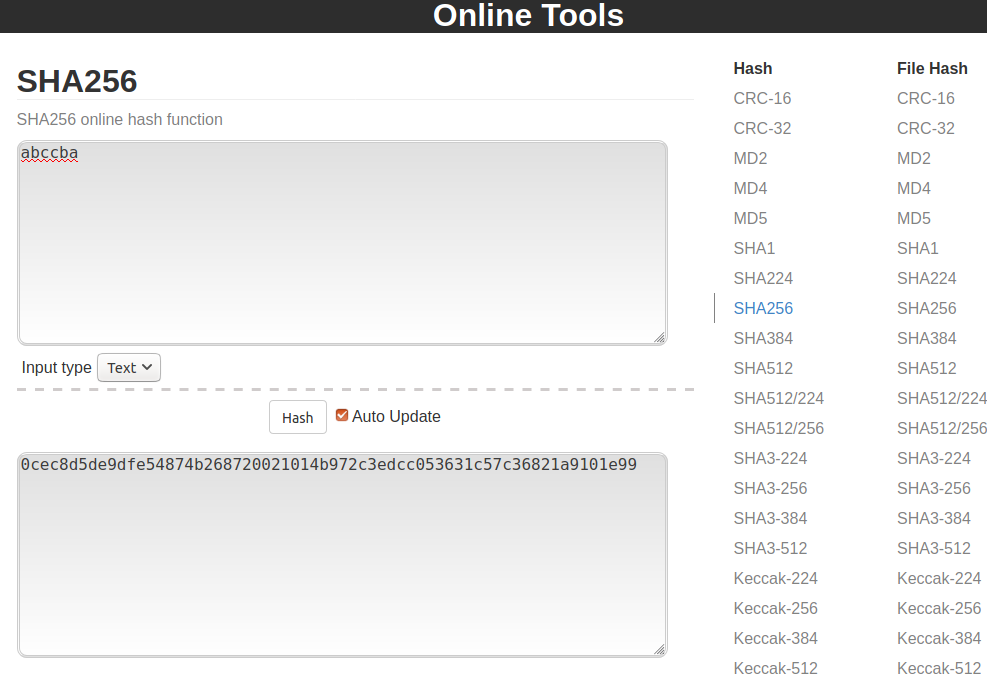 Online Tools
SHA256
SHA256 online hash function
abccba
Input type Text
Hash Auto Update
0cec8d5de9dfe54874b268720021014b972c3edcc053631c57c36821a9101e99
Hash
CRC-16
CRC-32
MD2
MD4
MD5
SHA1
SHA224
SHA256
SHA384
SHA512
SHA512/224
SHA512/256
SHA3-224
SHA3-256
SHA3-384
SHA3-512
Keccak-224
Keccak-256
Keccak-384
Keccak-512
File Hash
CRC-16
CRC-32
MD2
MD4
MD5
SHA1
SHA224
SHA256
SHA384
SHA512
SHA512/224
SHA512/256
SHA3-224
SHA3-256
SHA3-384
SHA3-512
Keccak-224
Keccak-256
Keccak-384
Keccak-512